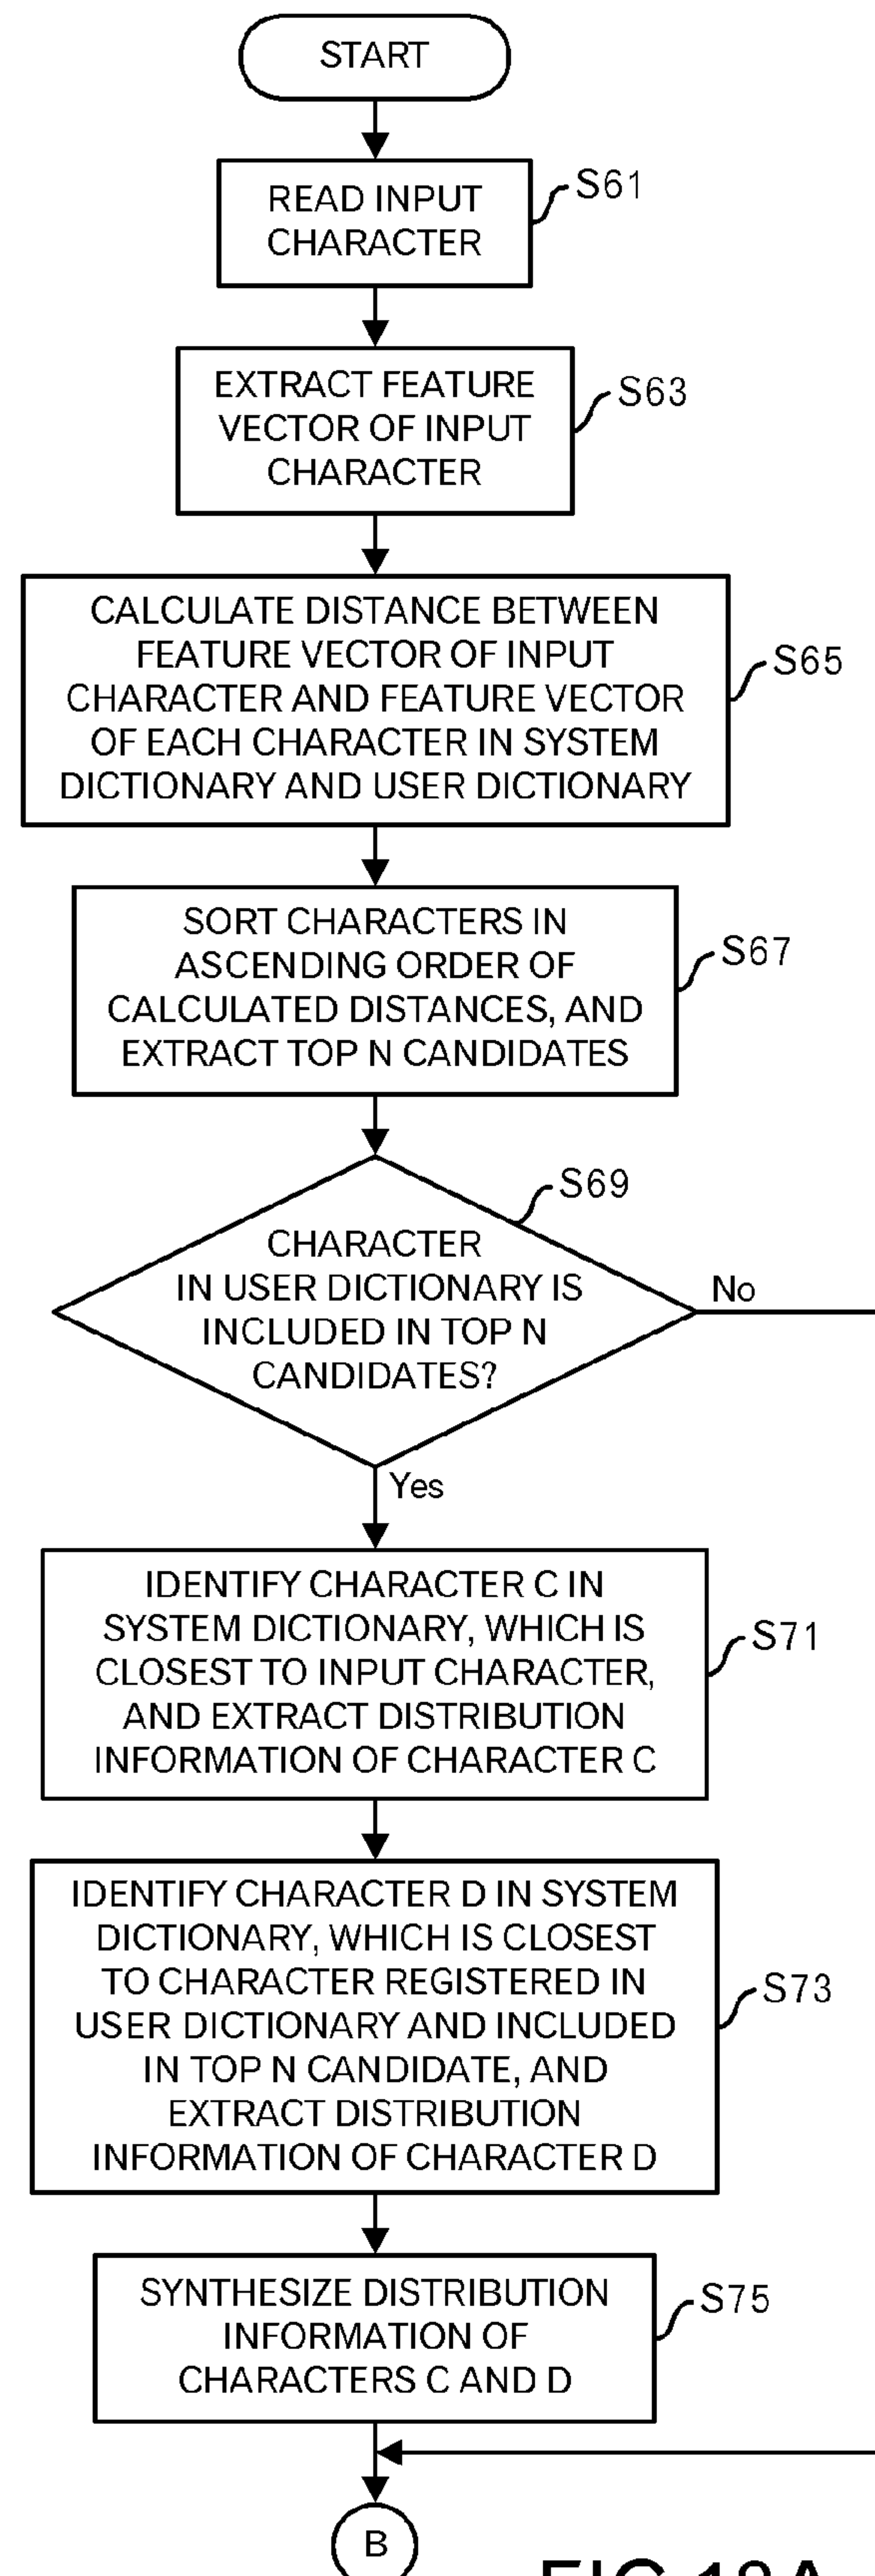 START
READ INPUT
CHARACTER
S61
EXTRACT FEATURE
VECTOR OF INPUT
CHARACTER
S63
CALCULATE DISTANCE BETWEEN
FEATURE VECTOR OF INPUT
CHARACTER AND FEATURE VECTOR
OF EACH CHARACTER IN SYSTEM
DICTIONARY AND USER DICTIONARY
S65
SORT CHARACTERS IN
ASCENDING ORDER OF
CALCULATED DISTANCES, AND
EXTRACT TOP N CANDIDATES
S67
S69
CHARACTER
IN USER DICTIONARY IS
INCLUDED IN TOP N
CANDIDATES?
No
Yes
IDENTIFY CHARACTER C IN
SYSTEM DICTIONARY, WHICH IS
CLOSEST TO INPUT CHARACTER,
AND EXTRACT DISTRIBUTION
INFORMATION OF CHARACTER C
S71
IDENTIFY CHARACTER D IN SYSTEM
DICTIONARY, WHICH IS CLOSEST
TO CHARACTER REGISTERED IN
USER DICTIONARY AND INCLUDED
IN TOP N CANDIDATE, AND
EXTRACT DISTRIBUTION
INFORMATION OF CHARACTER D
S73
SYNTHESIZE DISTRIBUTION
INFORMATION OF
CHARACTERS C AND D
S75
B
FIG.18A